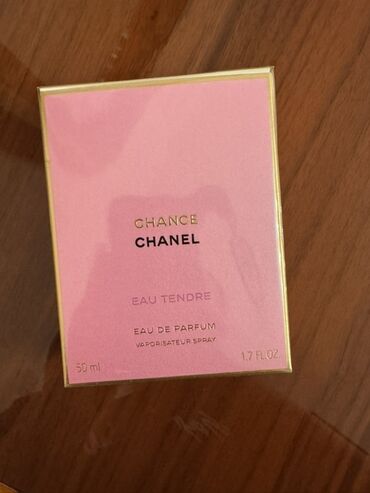 CHANCE
CHANEL
EAU TENDRE
EAU DE PARFUM
VAPORISATEUR SPRAY
50 ml 1.7 FL.OZ.